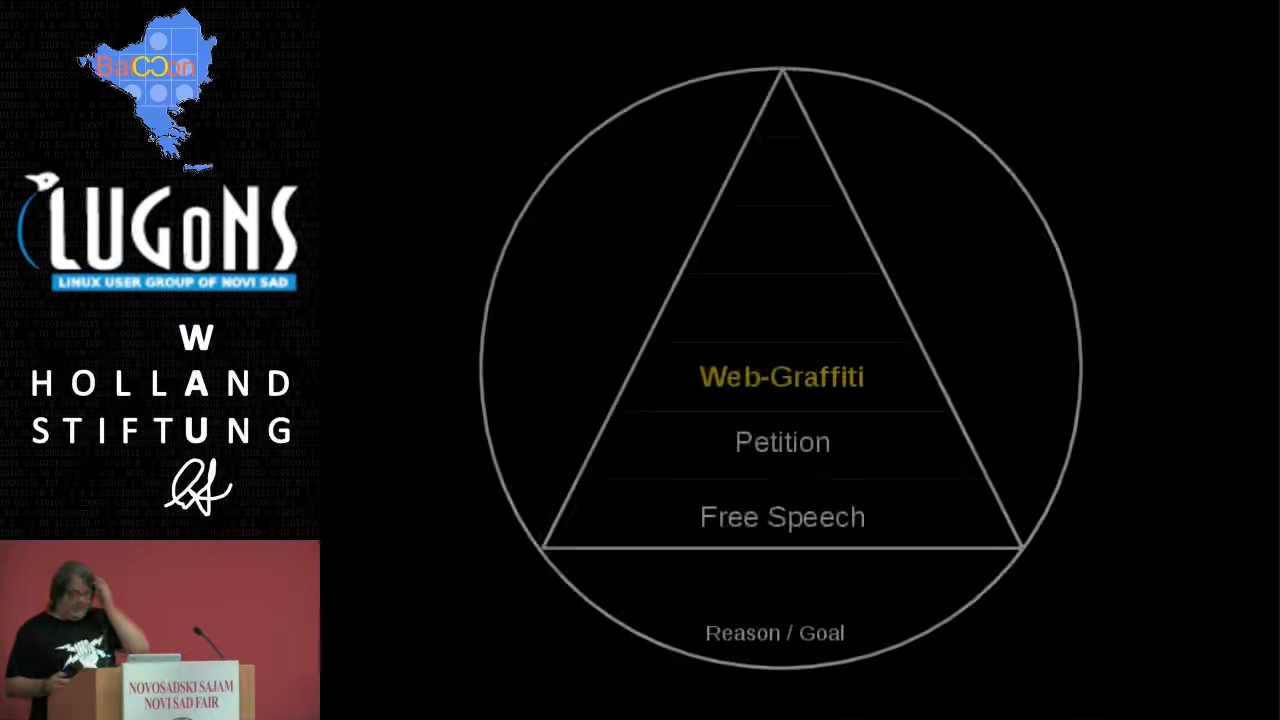 BalCCon
LUGoNS
LINUX USER GROUP OF NOVI SAD
W
HOLLAND
STIFTUNG
NOVOSADSKI SAJAM
NOVI SAD FAIR
Web-Graffiti
Petition
Free Speech
Reason / Goal